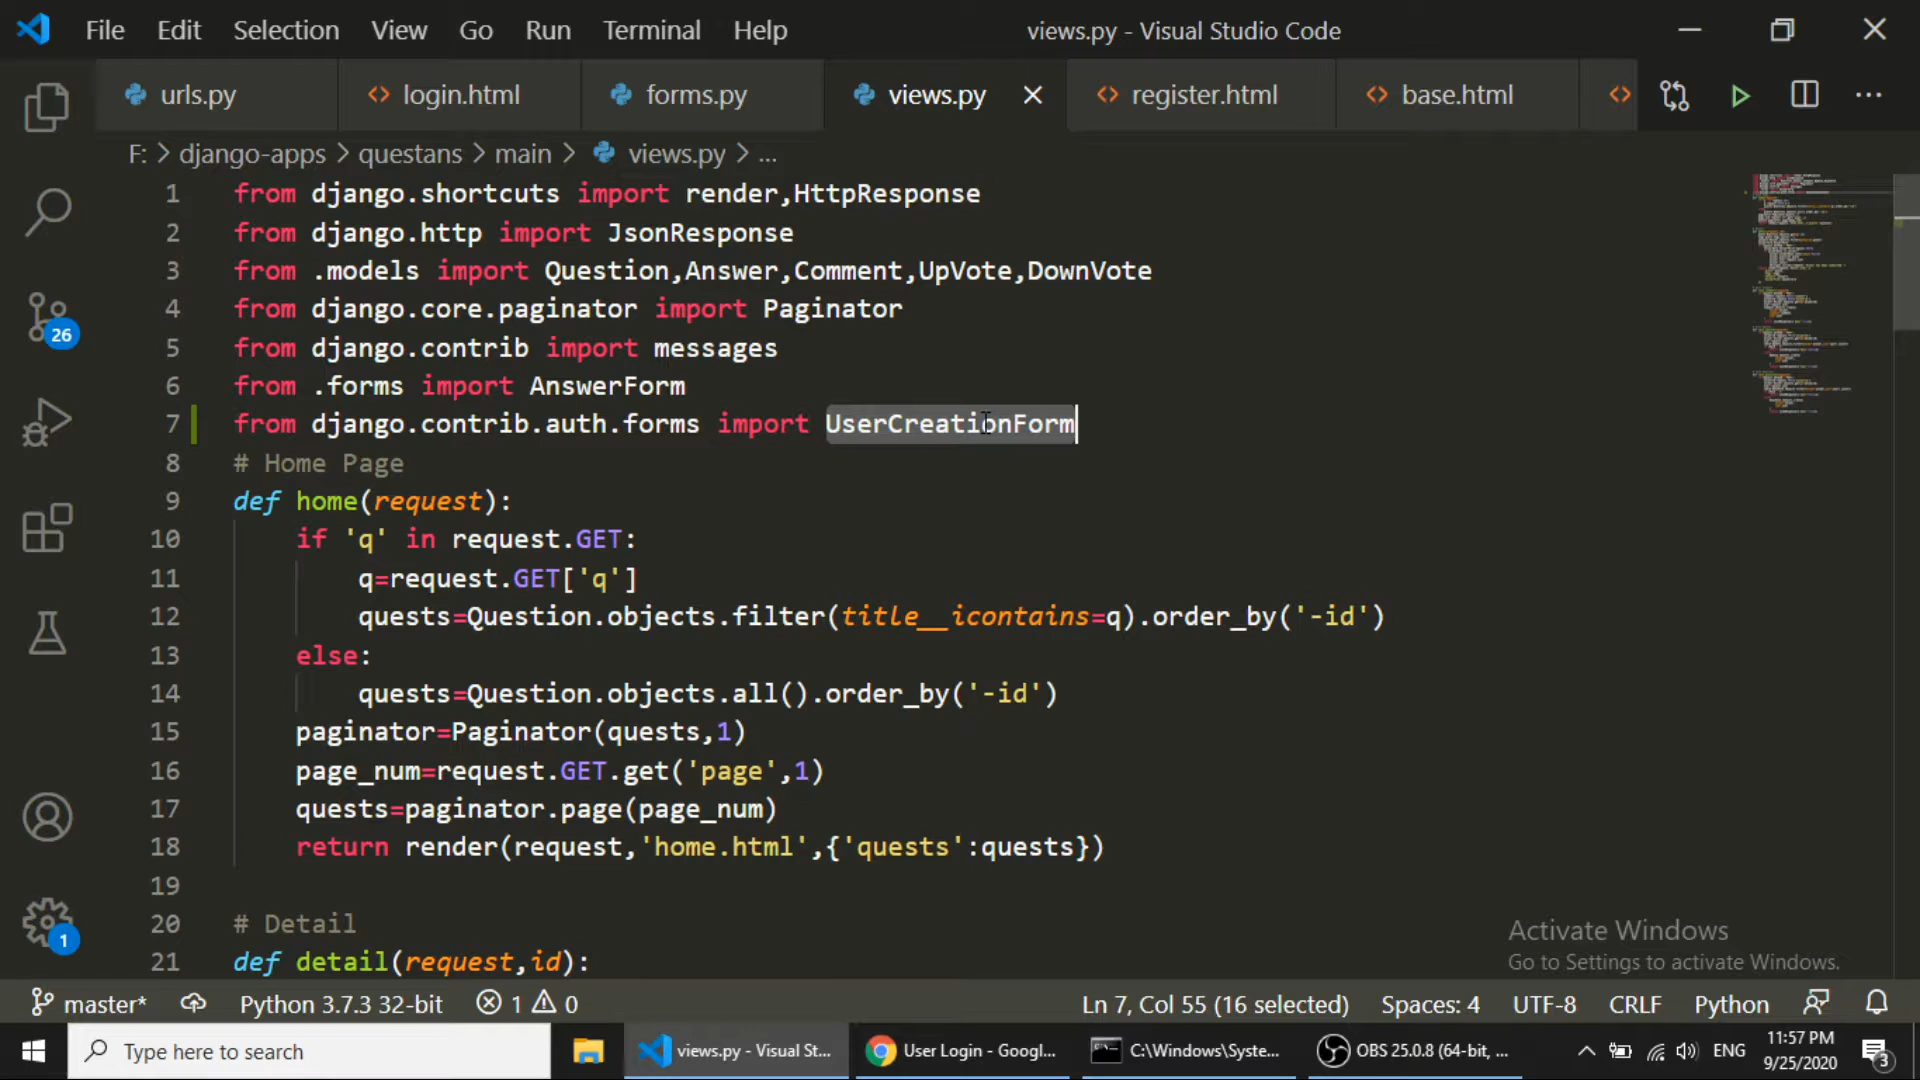 File Edit Selection View Go Run Terminal Help views.py - Visual Studio Code
urls.py login.html forms.py views.py register.html base.html
F: > django-apps > questans > main > views.py > ...
1 from django.shortcuts import render,HttpResponse
2 from django.http import JsonResponse
3 from .models import Question,Answer,Comment,UpVote,DownVote
4 from django.core.paginator import Paginator
5 from django.contrib import messages
6 from .forms import AnswerForm
7 from django.contrib.auth.forms import UserCreationForm
8 # Home Page
9 def home(request):
10 if 'q' in request.GET:
11 q=request.GET['q']
12 quests=Question.objects.filter(title__icontains=q).order_by('-id')
13 else:
14 quests=Question.objects.all().order_by('-id')
15 paginator=Paginator(quests,1)
16 page_num=request.GET.get('page',1)
17 quests=paginator.page(page_num)
18 return render(request,'home.html',{'quests':quests})
19
20 # Detail
21 def detail(request,id):
26
1
Activate Windows
Go to Settings to activate Windows.
master* Python 3.7.3 32-bit 1 0 Ln 7, Col 55 (16 selected) Spaces: 4 UTF-8 CRLF Python
Type here to search views.py - Visual St... User Login - Googl... C:\Windows\Syste... OBS 25.0.8 (64-bit, ... ENG 11:57 PM
9/25/2020 3